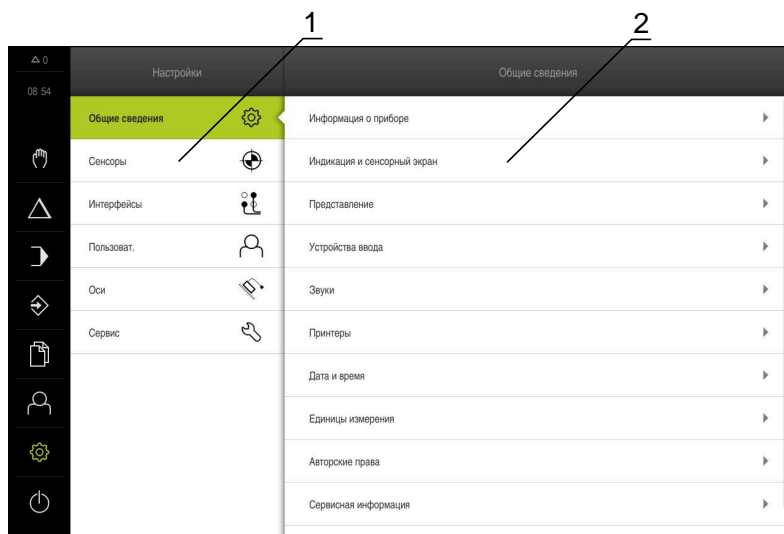 1
2
△ 0
Настройки
Общие сведения
08 54
Общие сведения
Информация о приборе
Сенсоры
Индикация и сенсорный экран
Интерфейсы
Представление
Пользоват.
Устройства ввода
Оси
Звуки
Сервис
Принтеры
Дата и время
Единицы измерения
Авторские права
Сервисная информация